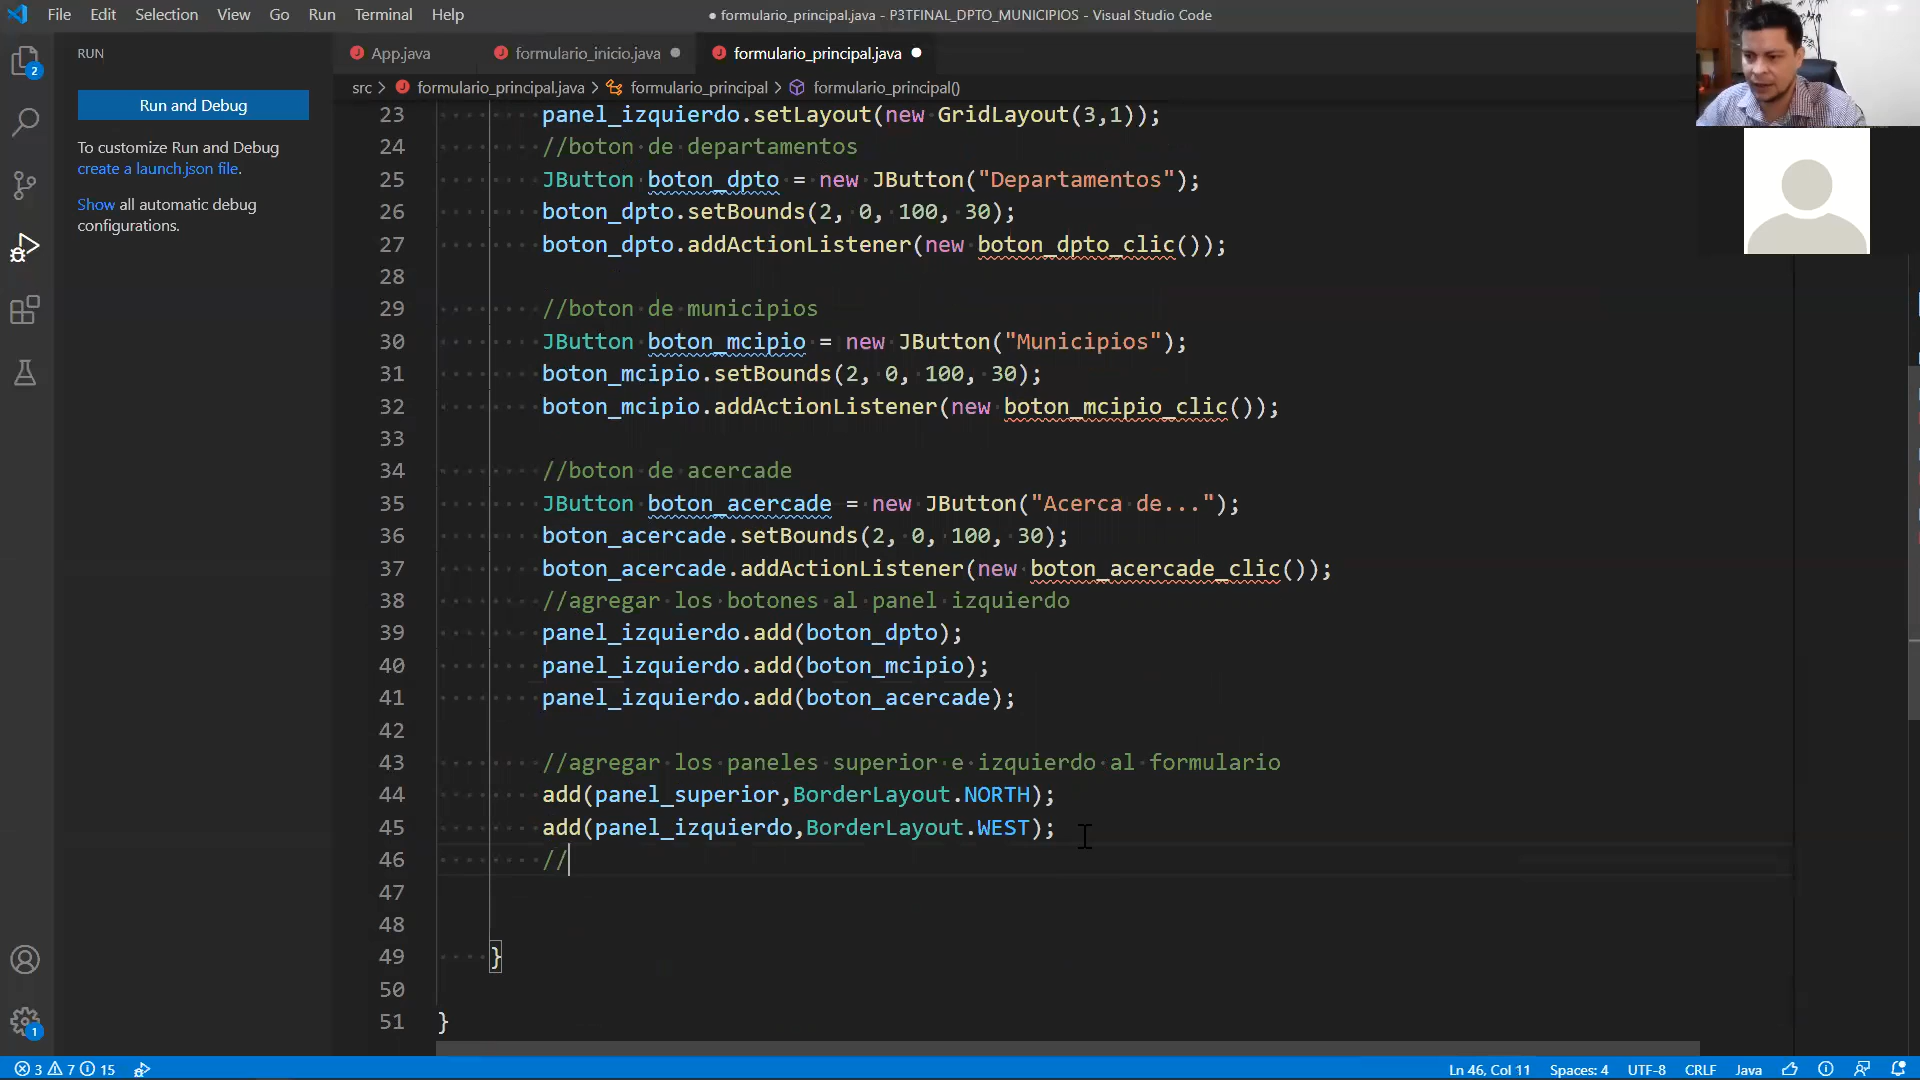 File Edit Selection View Go Run Terminal Help
● formulario_principal.java - P3TFINAL_DPTO_MUNICIPIOS - Visual Studio Code
RUN
App.java
formulario_inicio.java
formulario_principal.java
src > formulario_principal.java > formulario_principal > formulario_principal()
Run and Debug
To customize Run and Debug
create a launch.json file.
Show all automatic debug
configurations.
2
1
23 panel_izquierdo.setLayout(new GridLayout(3,1));
24 //boton de departamentos
25 JButton boton_dpto = new JButton("Departamentos");
26 boton_dpto.setBounds(2, 0, 100, 30);
27 boton_dpto.addActionListener(new boton_dpto_clic());
28
29 //boton de municipios
30 JButton boton_mcipio = new JButton("Municipios");
31 boton_mcipio.setBounds(2, 0, 100, 30);
32 boton_mcipio.addActionListener(new boton_mcipio_clic());
33
34 //boton de acercade
35 JButton boton_acercade = new JButton("Acerca de...");
36 boton_acercade.setBounds(2, 0, 100, 30);
37 boton_acercade.addActionListener(new boton_acercade_clic());
38 //agregar los botones al panel izquierdo
39 panel_izquierdo.add(boton_dpto);
40 panel_izquierdo.add(boton_mcipio);
41 panel_izquierdo.add(boton_acercade);
42
43 //agregar los paneles superior e izquierdo al formulario
44 add(panel_superior,BorderLayout.NORTH);
45 add(panel_izquierdo,BorderLayout.WEST);
46 //
47
48
49 }
50
51 }
3 7 15
Ln 46, Col 11 Spaces: 4 UTF-8 CRLF Java